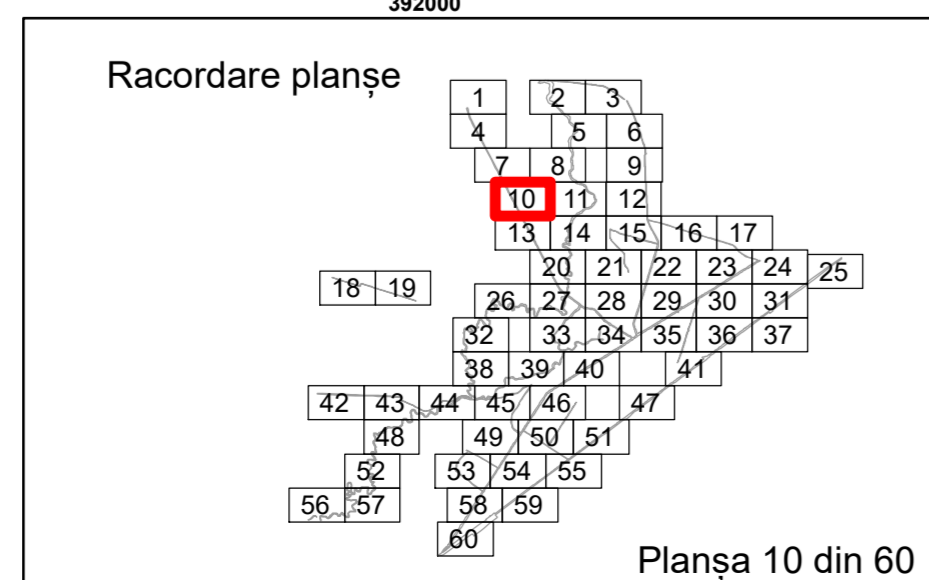 392000
Racordare planșe
1 2 3
4 5 6
7 8 9
10 11 12
13 14 15 16 17
20 21 22 23 24 25
18 19
26 27 28 29 30 31
32 33 34 35 36 37
38 39 40 41
42 43 44 45 46 47
48 49 50 51
52 53 54 55
56 57 58 59
60
Planșa 10 din 60